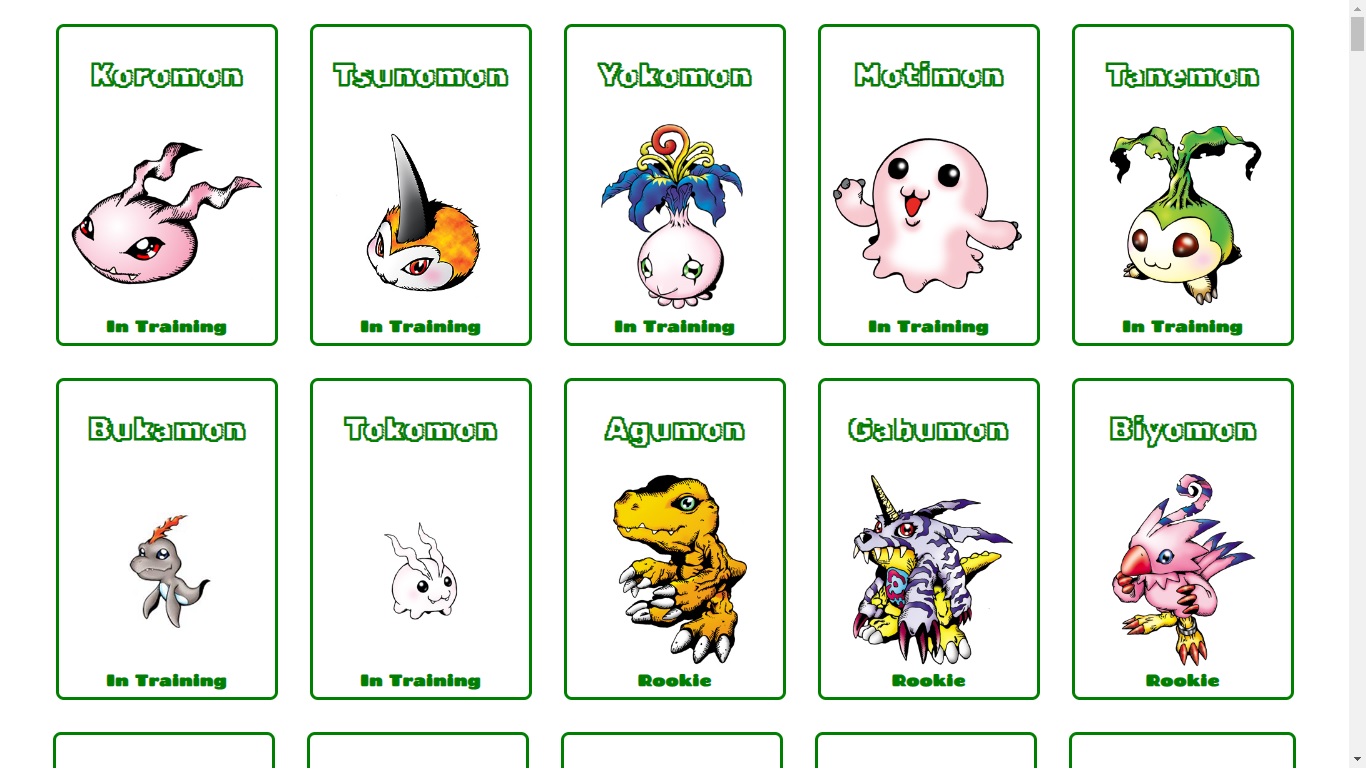 Koromon
Tsunomon
Yokomon
Motimon
Tanemon
In Training
In Training
In Training
In Training
In Training
Bukamon
Tokomon
Agumon
Gabumon
Biyomon
In Training
In Training
Rookie
Rookie
Rookie